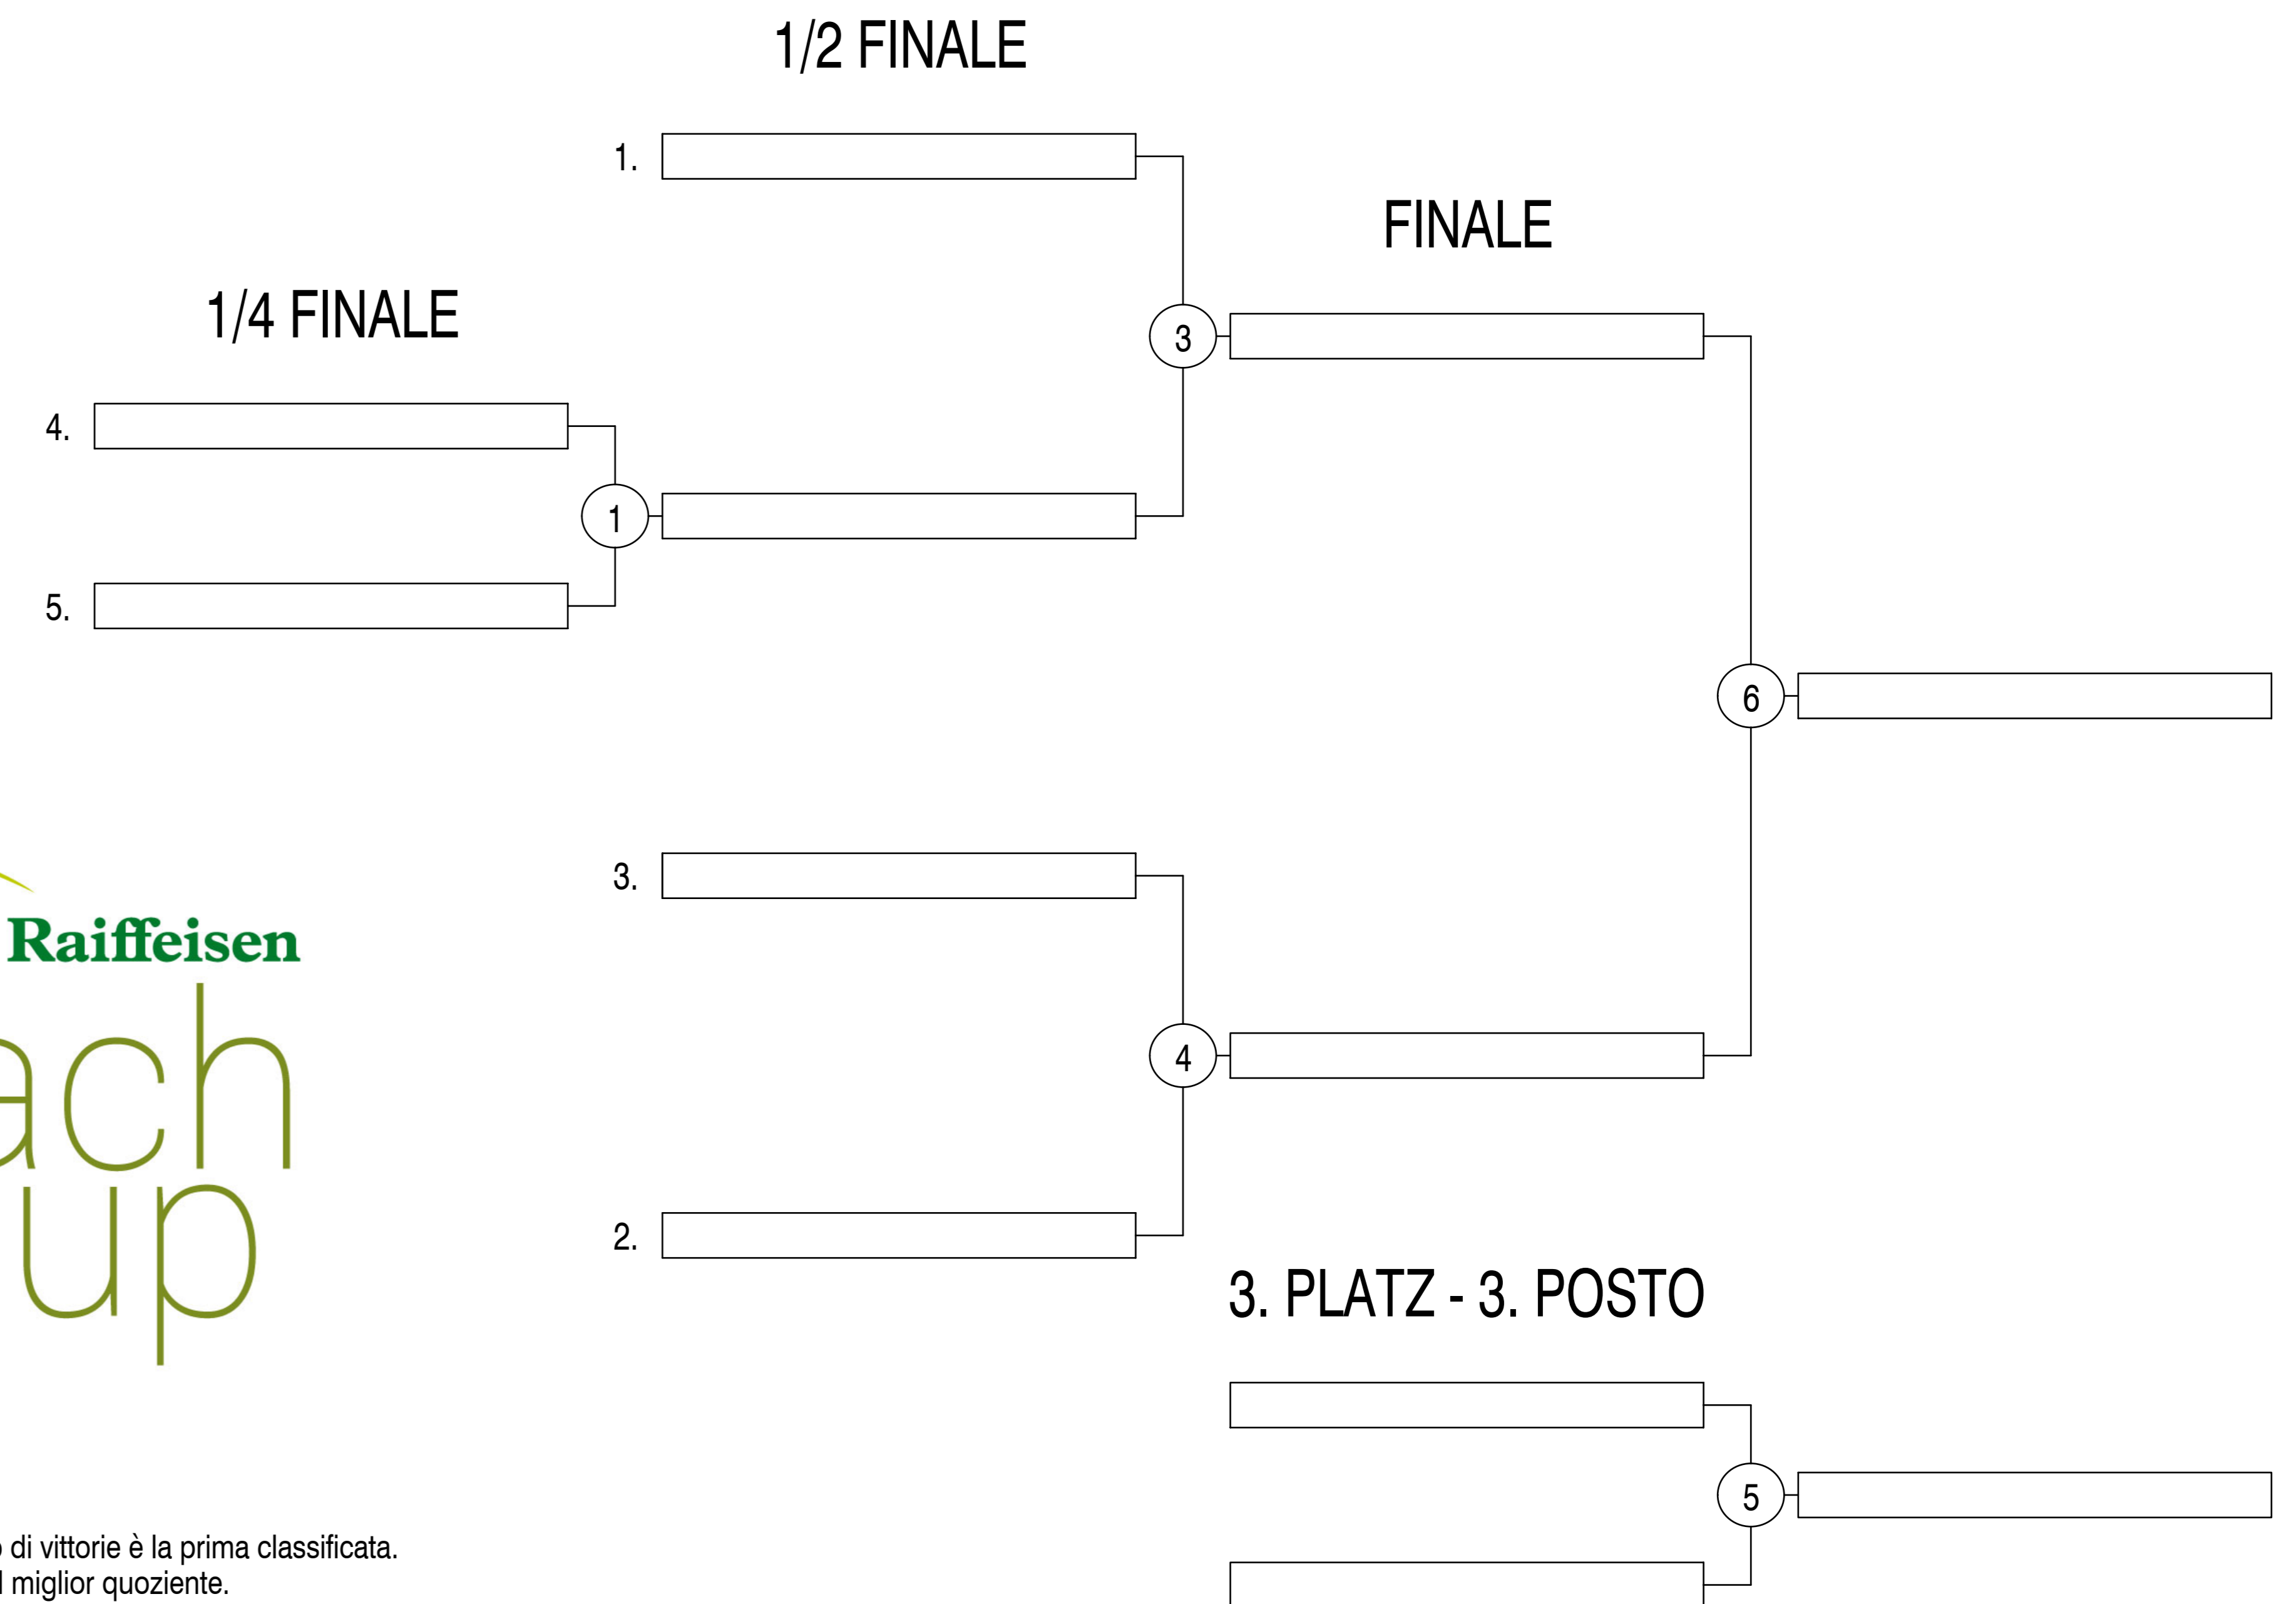 1/2 FINALE
1.
FINALE
1/4 FINALE
3
4.
1
5.
6
3.
Raiffeisen
ach
4
up
2.
3. PLATZ - 3. POSTO
5
di vittorie è la prima classificata.
miglior quoziente.